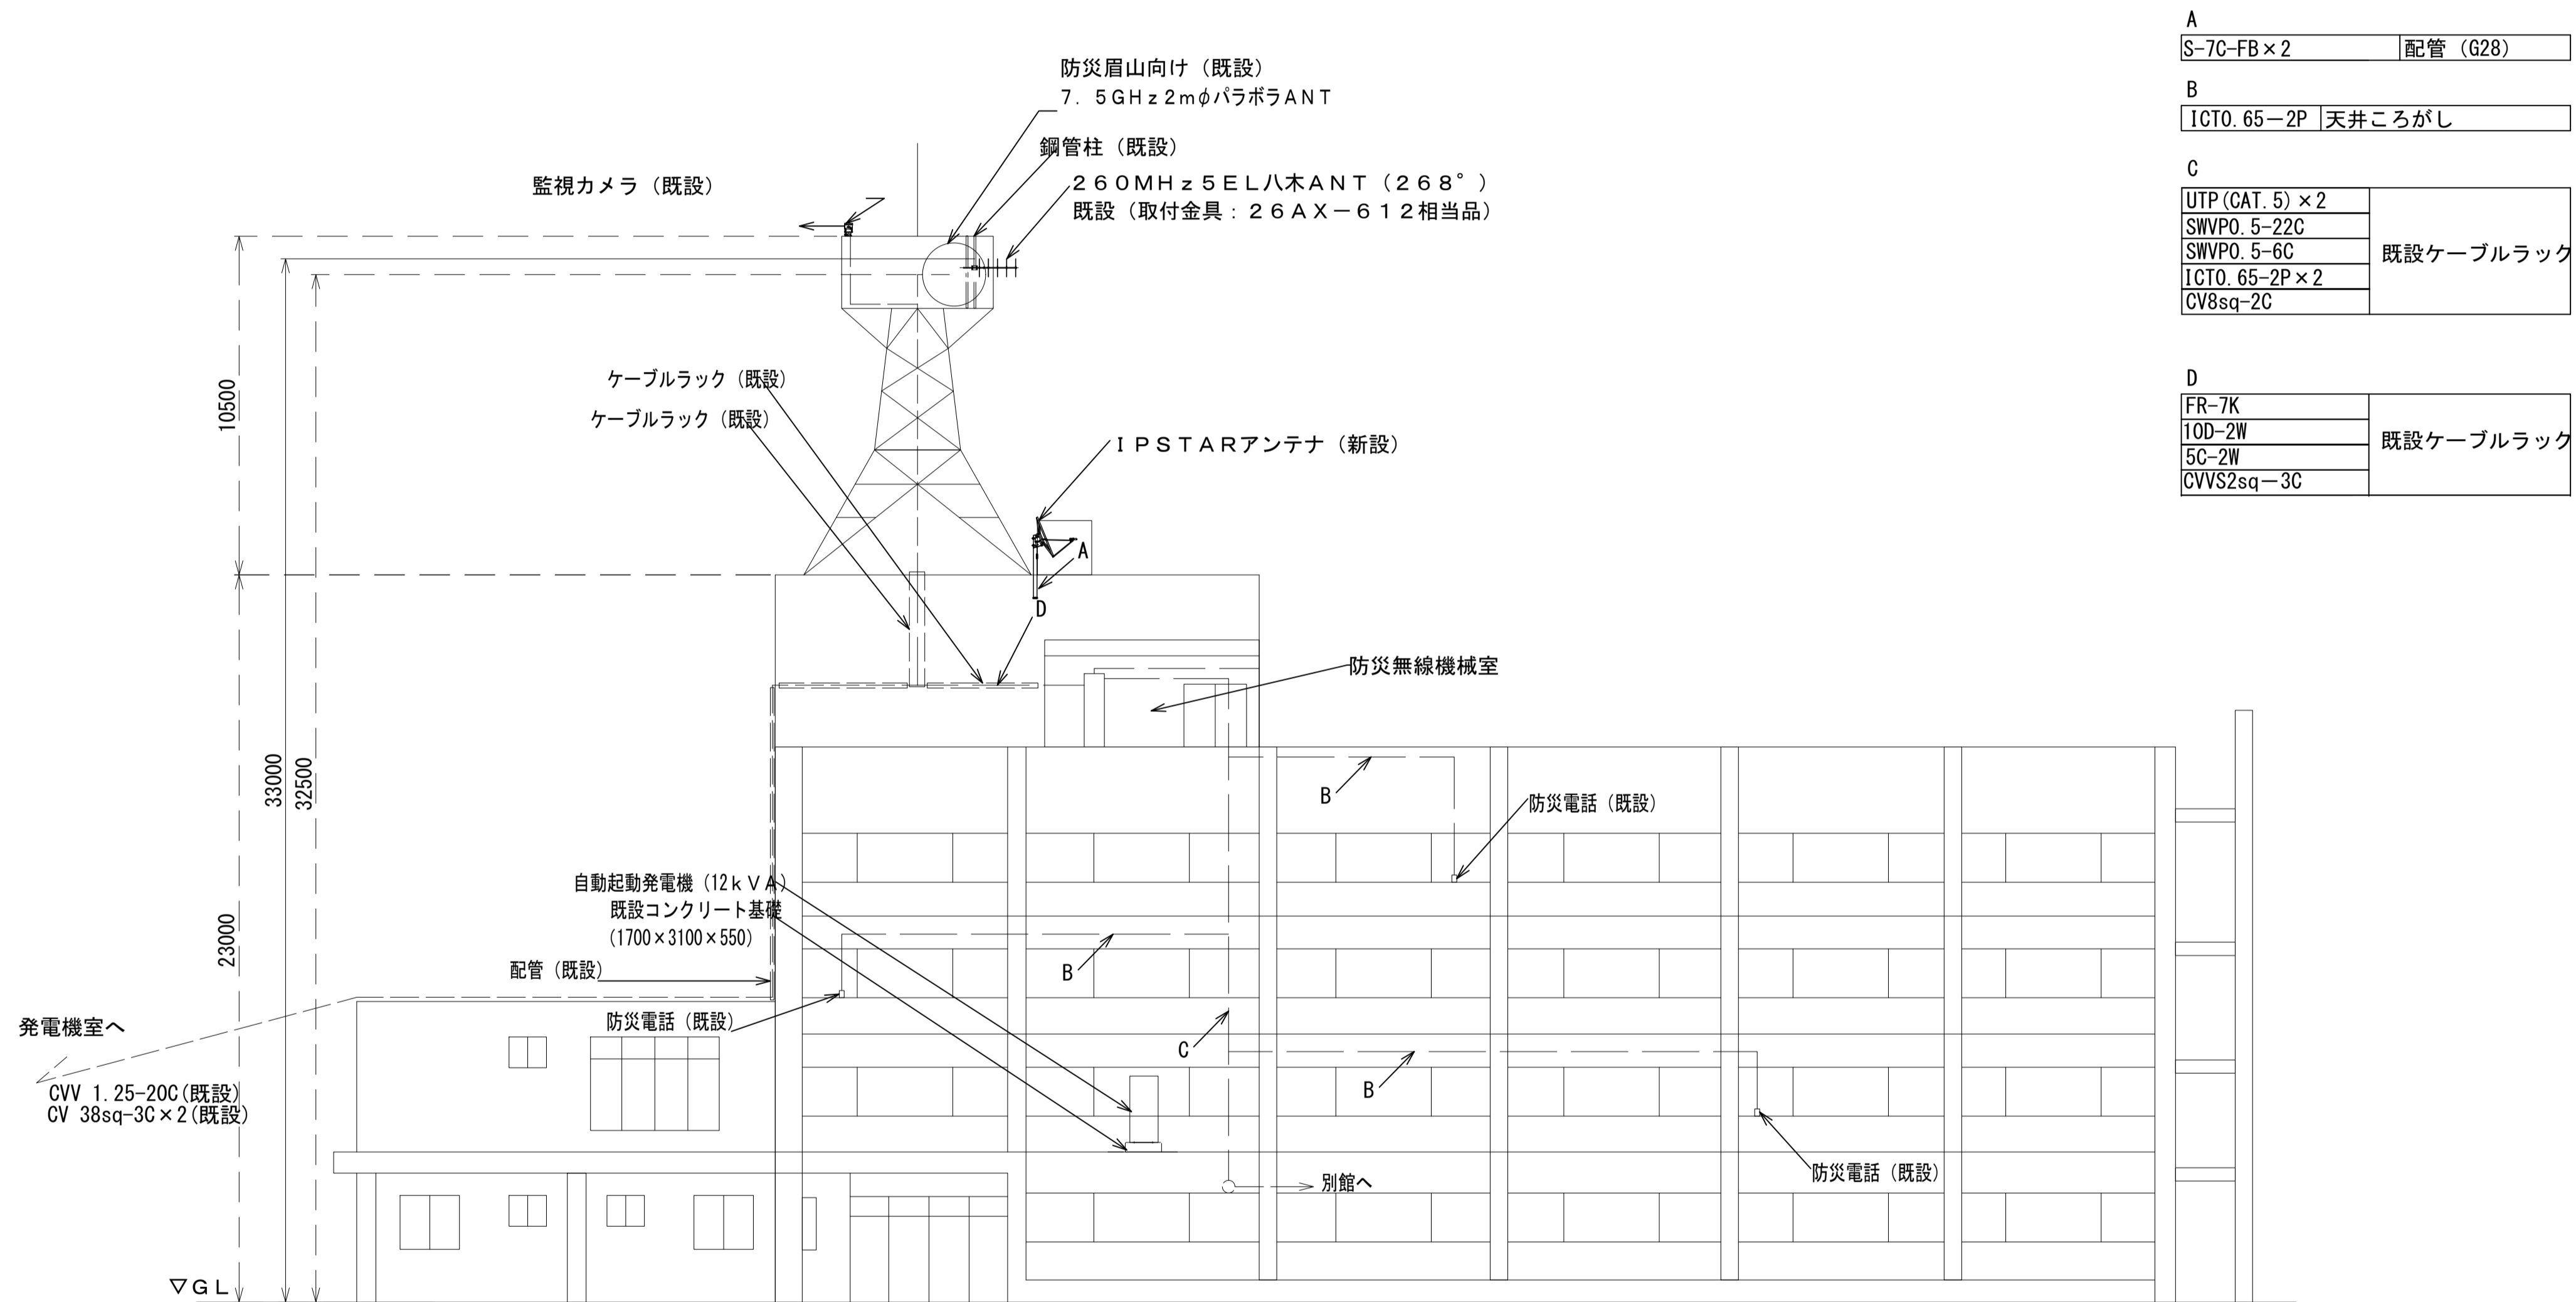 A
S-7C-FB×2 配管（G28）
B
ICT0.65－2P 天井ころがし
C
UTP(CAT.5)×2
SWVP0.5-22C
SWVP0.5-6C
ICT0.65-2P×2
CV8sq-2C
既設ケーブルラック
D
FR-7K
10D-2W
5C-2W
CVVS2sq－3C
既設ケーブルラック
防災眉山向け（既設）
７．５ＧＨｚ２ｍφパラボラＡＮＴ
鋼管柱（既設）
監視カメラ（既設）
２６０ＭＨｚ５ＥＬ八木ＡＮＴ（２６８°）
既設（取付金具：２６ＡＸ－６１２相当品）
ケーブルラック（既設）
ケーブルラック（既設）
ＩＰＳＴＡＲアンテナ（新設）
A
D
防災無線機械室
10500
33000
32500
23000
B
防災電話（既設）
自動起動発電機（12ｋＶＡ）
既設コンクリート基礎
（1700×3100×550）
配管（既設）
B
防災電話（既設）
発電機室へ
CVV 1.25-20C(既設)
CV 38sq-3C×2(既設)
C
B
防災電話（既設）
別館へ
▽ＧＬ